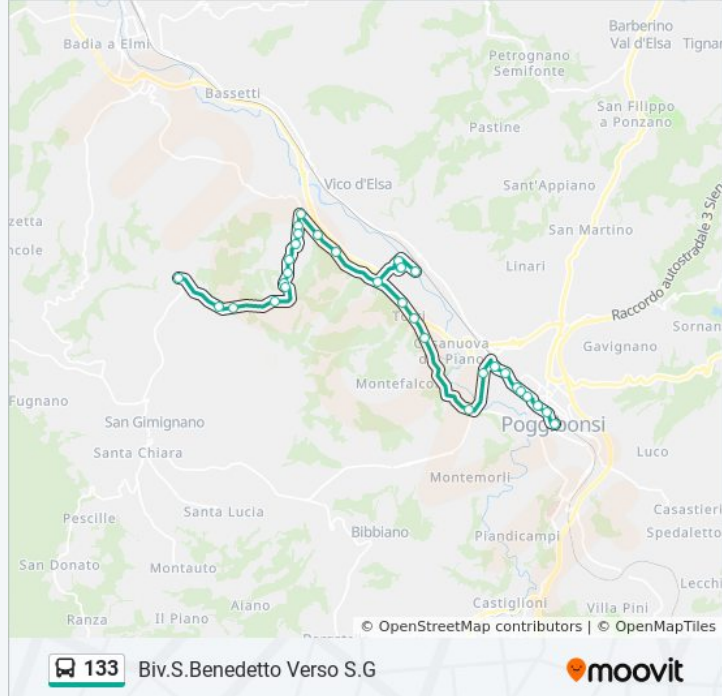 Barberino
Val d'Elsa
Tignan
Badia a Elmi
Petrognano
Semifonte
Bassetti
San Filippo
a Ponzano
Pastine
Vico d'Elsa
Sant'Appiano
San Martino
zetta
ncole
Linari
Raccordo autostradale 3 Sien
Sornan
Casanuova
del Piano
Gavignano
Montefalco
Fugnano
San Gimignano
Poggibonsi
Santa Chiara
Luco
Montemorli
Santa Lucia
Casastieri
Pescille
Bibbiano
Piandicampi
Spedaletto
San Donato
Montauto
Lecchi
Aiano
Castiglioni
Villa Pini
Ranza
Il Piano
© OpenStreetMap contributors | © OpenMapTiles
133 Biv.S.Benedetto Verso S.G
moovit